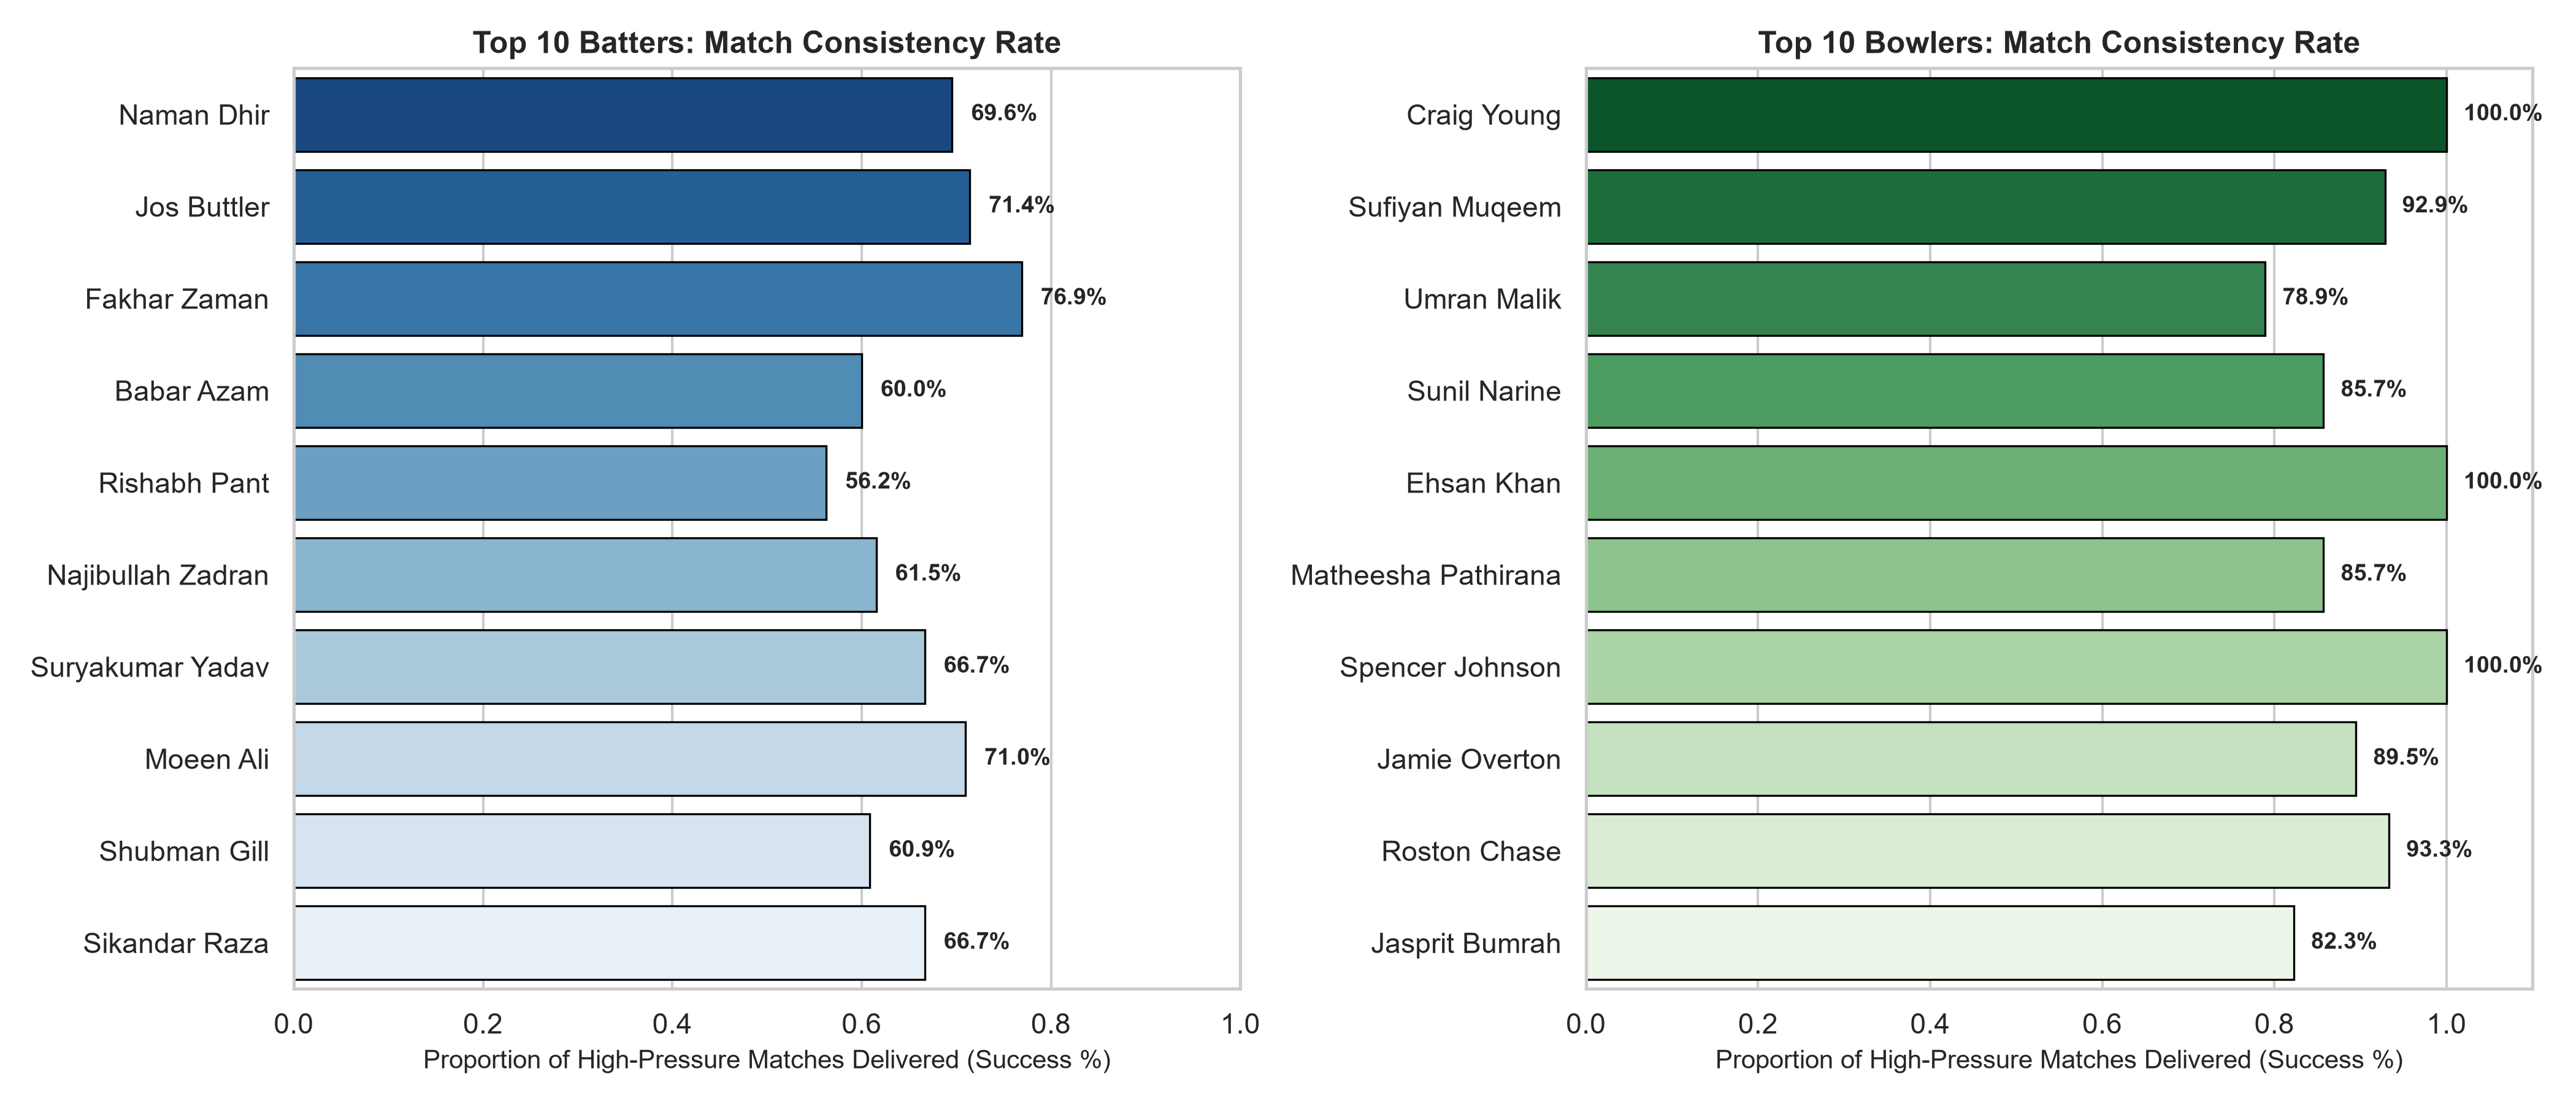 Top 10 Batters: Match Consistency Rate
Naman Dhir 69.6%
Jos Buttler 71.4%
Fakhar Zaman 76.9%
Babar Azam 60.0%
Rishabh Pant 56.2%
Najibullah Zadran 61.5%
Suryakumar Yadav 66.7%
Moeen Ali 71.0%
Shubman Gill 60.9%
Sikandar Raza 66.7%
0.0 0.2 0.4 0.6 0.8 1.0
Proportion of High-Pressure Matches Delivered (Success %)
Top 10 Bowlers: Match Consistency Rate
Craig Young 100.0%
Sufiyan Muqeem 92.9%
Umran Malik 78.9%
Sunil Narine 85.7%
Ehsan Khan 100.0%
Matheesha Pathirana 85.7%
Spencer Johnson 100.0%
Jamie Overton 89.5%
Roston Chase 93.3%
Jasprit Bumrah 82.3%
0.0 0.2 0.4 0.6 0.8 1.0
Proportion of High-Pressure Matches Delivered (Success %)